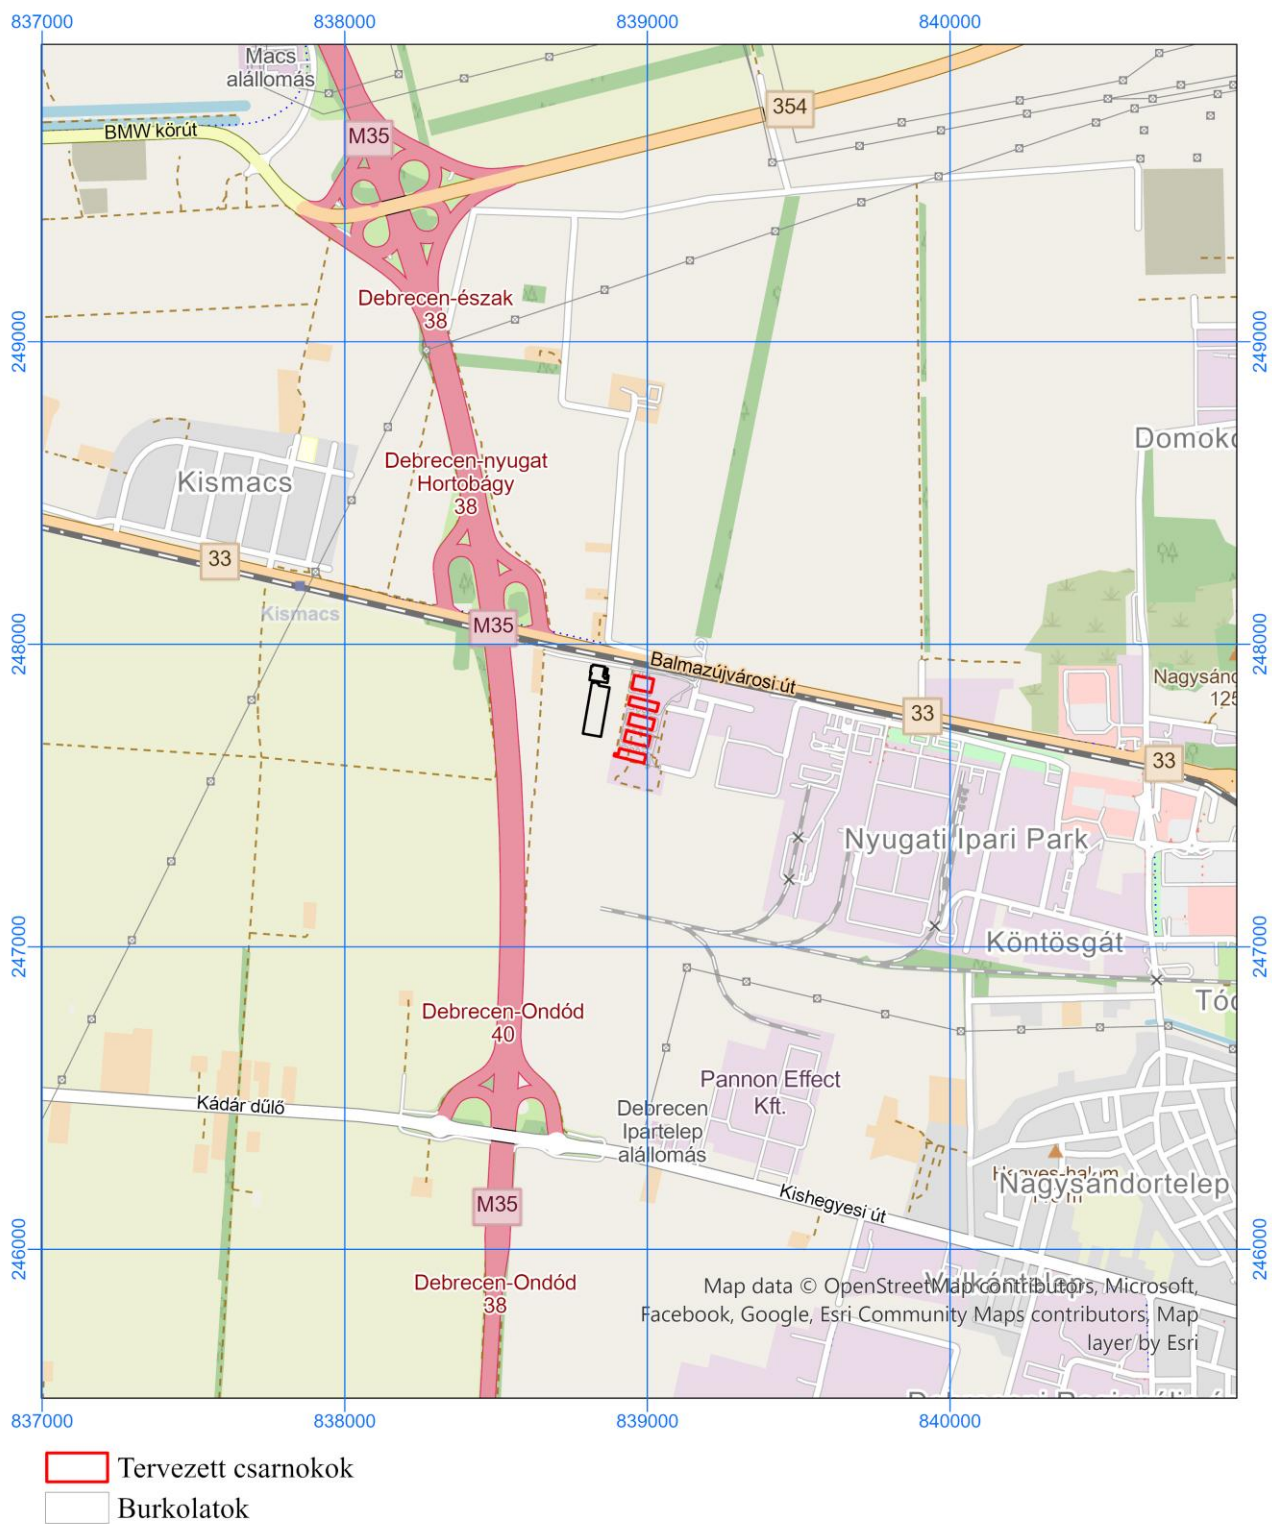 837000
838000
839000
840000
Macs
alállomás
354
BMW körút
M35
Debrecen-észak
38
249000
249000
Domoko
Debrecen-nyugat
Hortobágy
38
Kismacs
33
Kismacs
M35
248000
248000
Balmazújvárosi út
Nagysánd
125
33
33
Nyugati Ipari Park
Köntösgát
247000
247000
Tóc
Debrecen-Ondód
40
Pannon Effect
Kft.
Kádár dűlő
Debrecen
Ipartelep
alállomás
Nagysándortelep
Kishegyesi út
M35
246000
246000
Debrecen-Ondód
38
Map data © OpenStreetMap contributors, Microsoft,
Facebook, Google, Esri Community Maps contributors, Map
layer by Esri
837000
838000
839000
840000
Tervezett csarnokok
Burkolatok